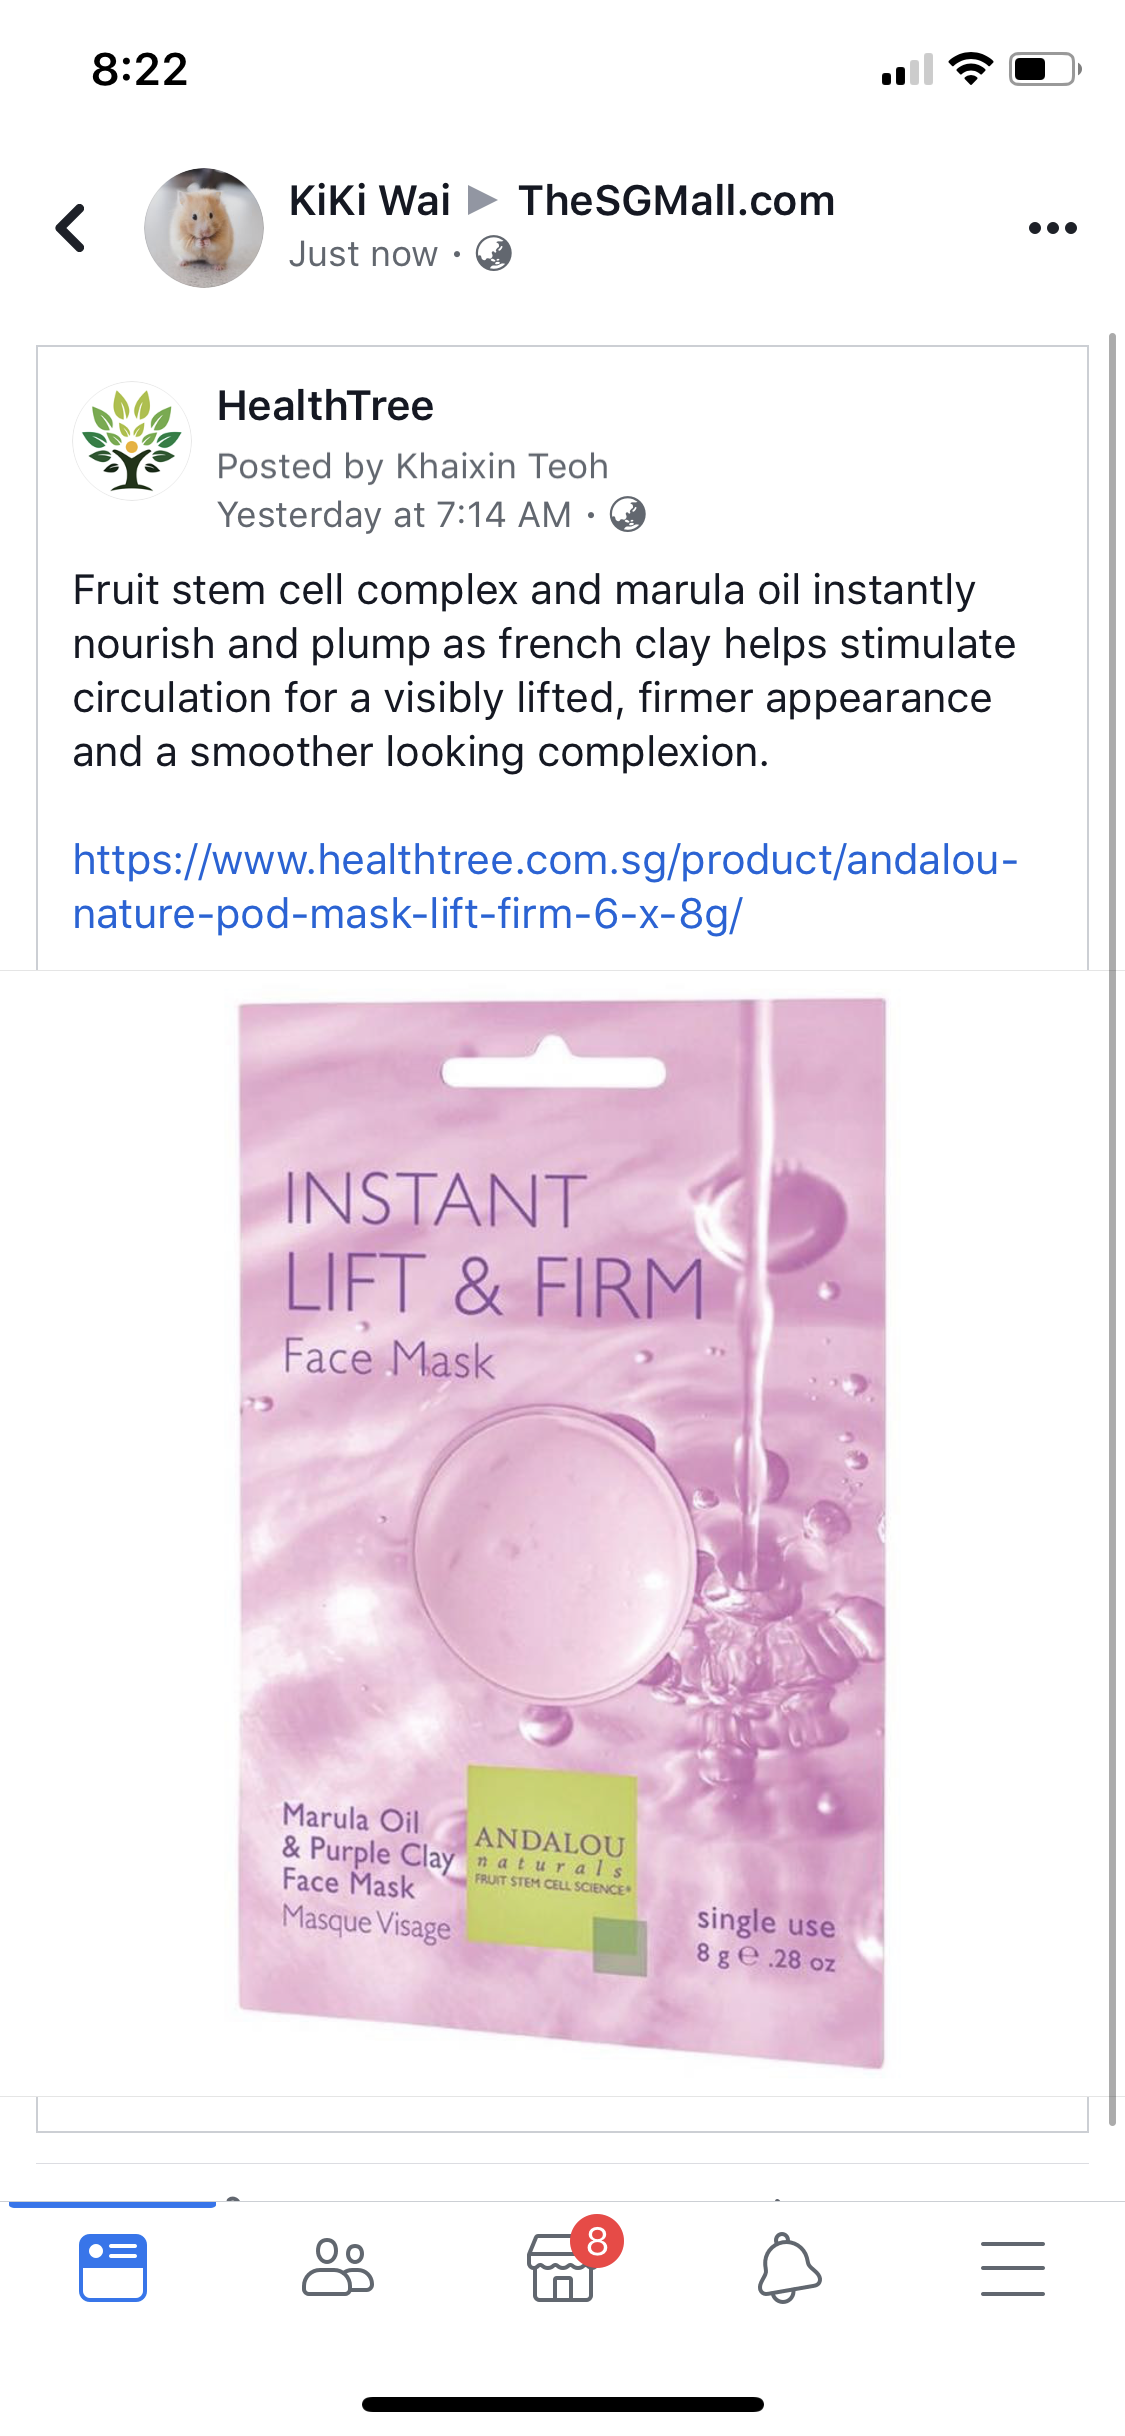 8:22
KiKi Wai ▶ TheSGMall.com
Just now ·
HealthTree
Posted by Khaixin Teoh
Yesterday at 7:14 AM ·
Fruit stem cell complex and marula oil instantly
nourish and plump as french clay helps stimulate
circulation for a visibly lifted, firmer appearance
and a smoother looking complexion.
https://www.healthtree.com.sg/product/andalou-
nature-pod-mask-lift-firm-6-x-8g/
INSTANT
LIFT & FIRM
Face Mask
Marula Oil
& Purple Clay
Face Mask
Masque Visage
ANDALOU
naturals
FRUIT STEM CELL SCIENCE®
single use
8 g ℮ .28 oz
8